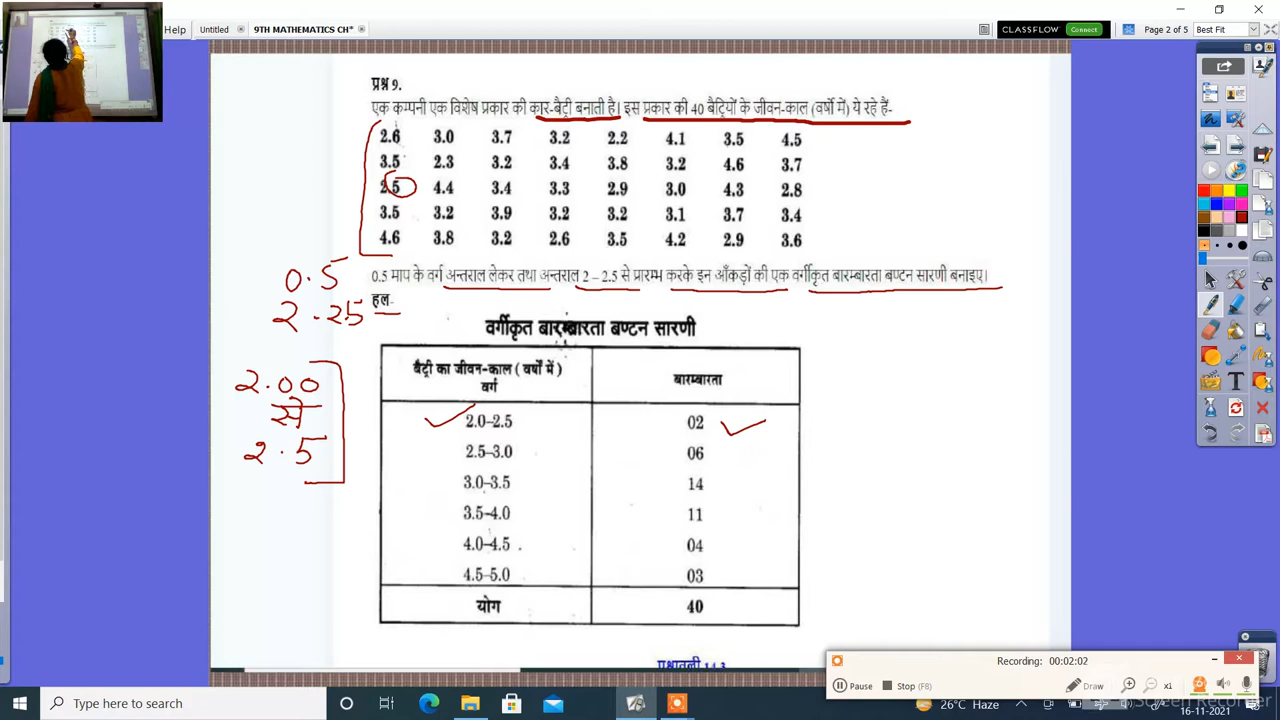 Help Untitled 9TH MATHEMATICS CH* CLASSFLOW Connect Page 2 of 5 Best Fit
प्रश्न 9.
एक कम्पनी एक विशेष प्रकार की कार-बैट्री बनाती है। इस प्रकार की 40 बैट्रियों के जीवन-काल (वर्षों में) ये रहे हैं-
2.6 3.0 3.7 3.2 2.2 4.1 3.5 4.5
3.5 2.3 3.2 3.4 3.8 3.2 4.6 3.7
2.5 4.4 3.4 3.3 2.9 3.0 4.3 2.8
3.5 3.2 3.9 3.2 3.2 3.1 3.7 3.4
4.6 3.8 3.2 2.6 3.5 4.2 2.9 3.6
0.5 माप के वर्ग अन्तराल लेकर तथा अन्तराल 2 – 2.5 से प्रारम्भ करके इन आँकड़ों की एक वर्गीकृत बारम्बारता बण्टन सारणी बनाइए।
0.5
हल-
2.25
वर्गीकृत बारम्बारता बण्टन सारणी
2.00
से
2.5
बैट्री का जीवन-काल (वर्षों में) बारम्बारता
वर्ग
2.0–2.5 02
2.5–3.0 06
3.0–3.5 14
3.5–4.0 11
4.0–4.5 04
4.5–5.0 03
योग 40
प्रश्नावली 14.3
Recording: 00:02:02
Pause Stop (F8) Draw x1
Type here to search
26°C Haze 16-11-2021